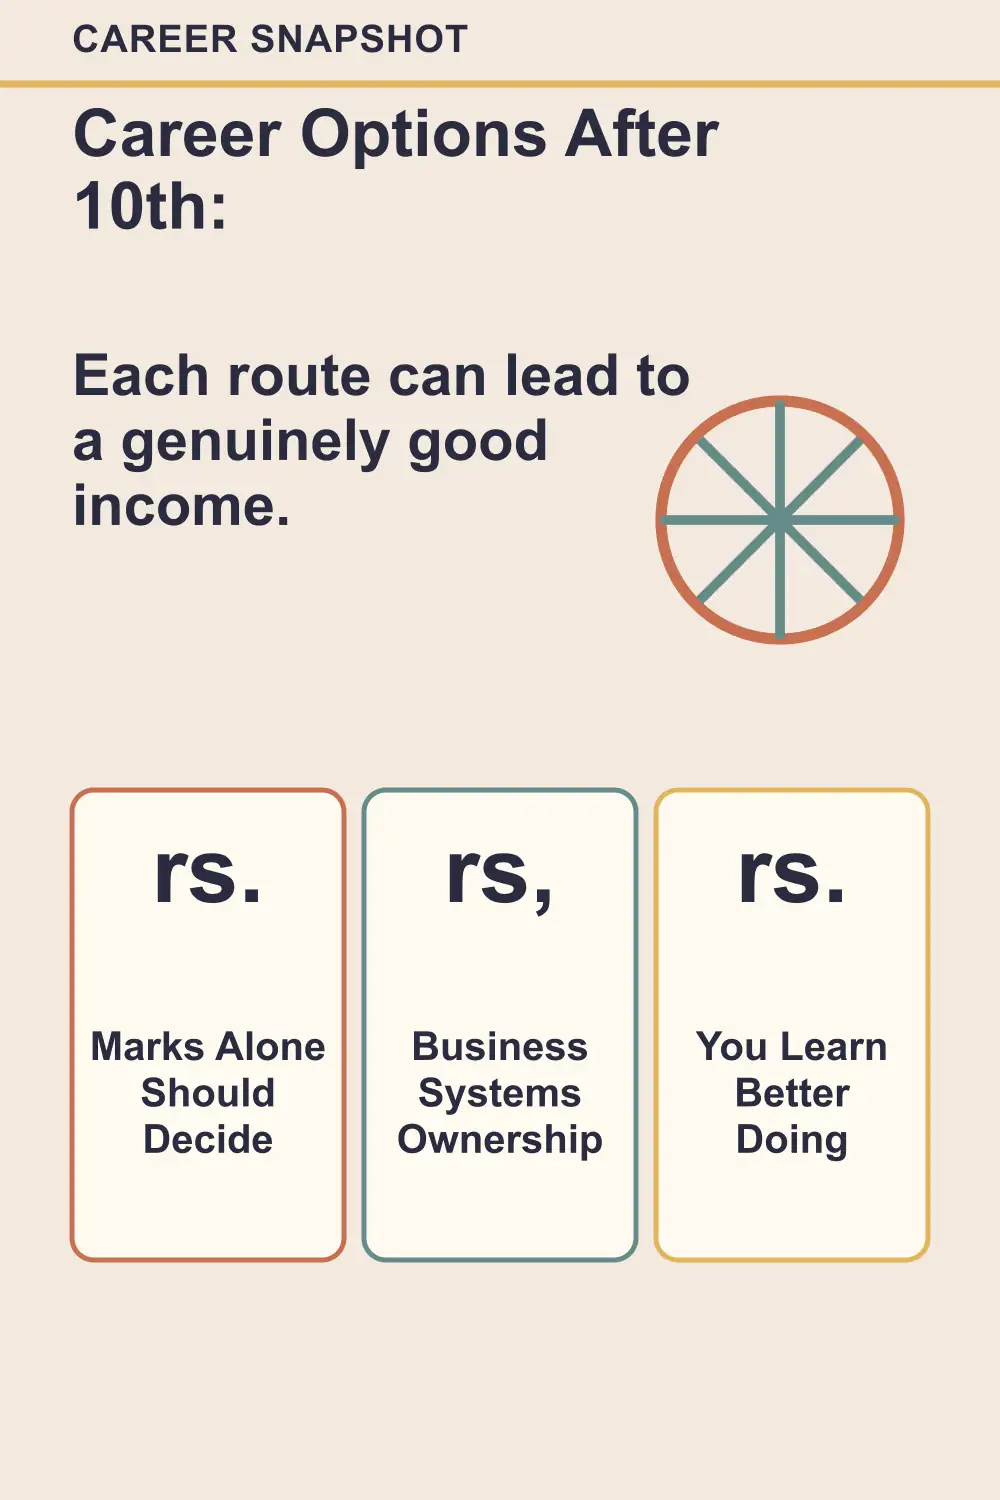 CAREER SNAPSHOT
Career Options After
10th:
Each route can lead to
a genuinely good
income.
rs.
Marks Alone
Should
Decide
rs,
Business
Systems
Ownership
rs.
You Learn
Better
Doing